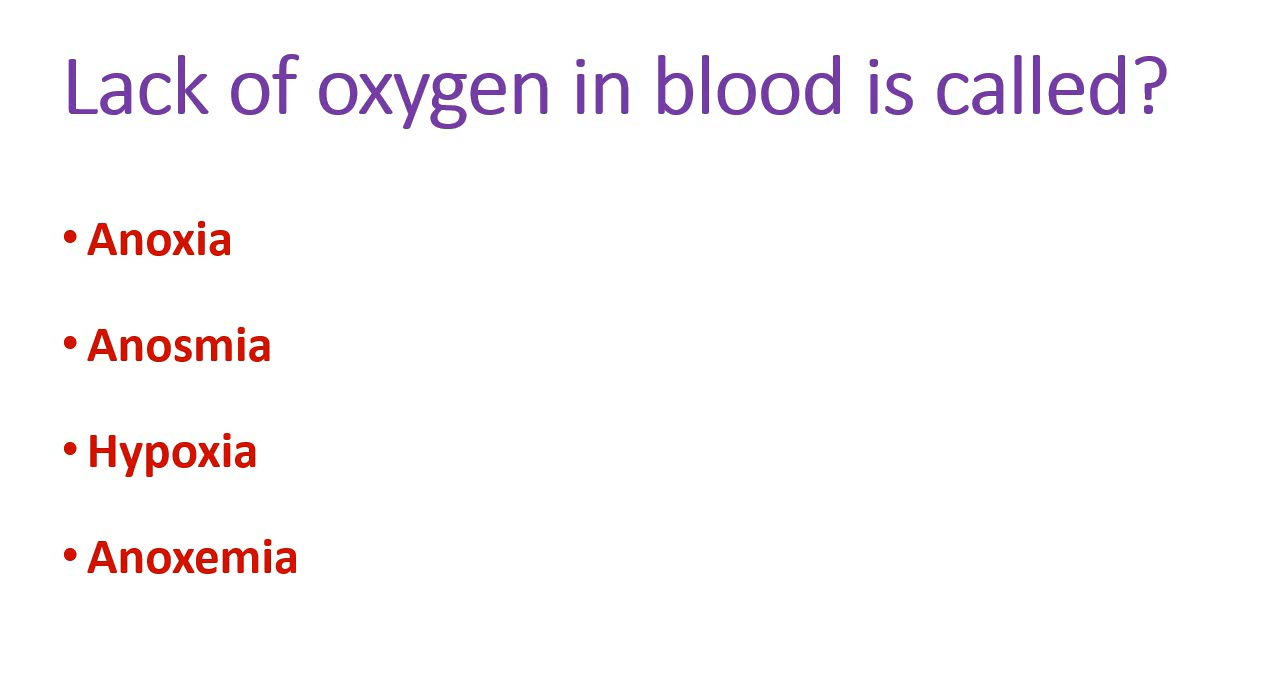 Lack of oxygen in blood is called?
• Anoxia
• Anosmia
• Hypoxia
• Anoxemia